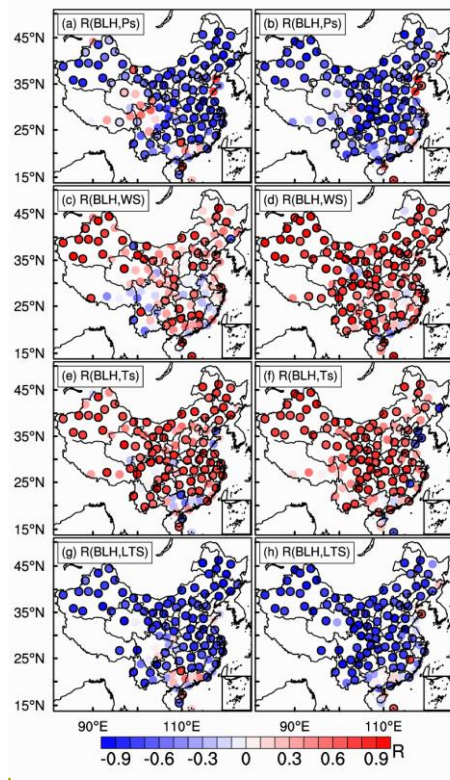 (a) R(BLH,Ps)
(b) R(BLH,Ps)
45°N
35°N
25°N
15°N
(c) R(BLH,WS)
(d) R(BLH,WS)
45°N
35°N
25°N
15°N
(e) R(BLH,Ts)
(f) R(BLH,Ts)
45°N
35°N
25°N
15°N
(g) R(BLH,LTS)
(h) R(BLH,LTS)
45°N
35°N
25°N
15°N
90°E 110°E 90°E 110°E
-0.9 -0.6 -0.3 0 0.3 0.6 0.9 R